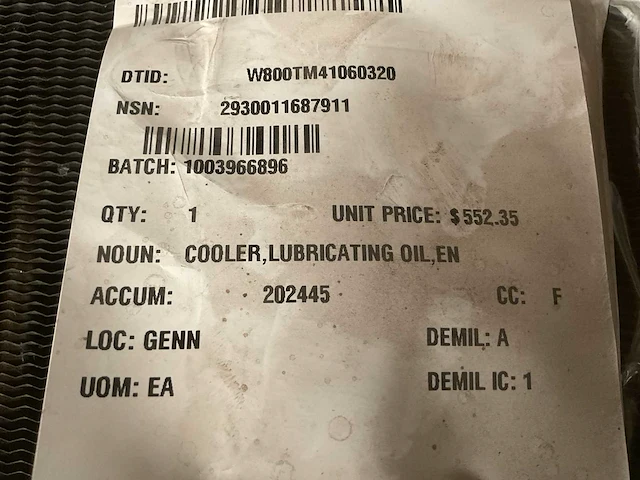 DTID: W800TM41060320
NSN: 2930011687911
BATCH: 1003966896
QTY: 1 UNIT PRICE: $552.35
NOUN: COOLER,LUBRICATING OIL,EN
ACCUM: 202445 CC: F
LOC: GENN DEMIL: A
UOM: EA DEMIL IC: 1